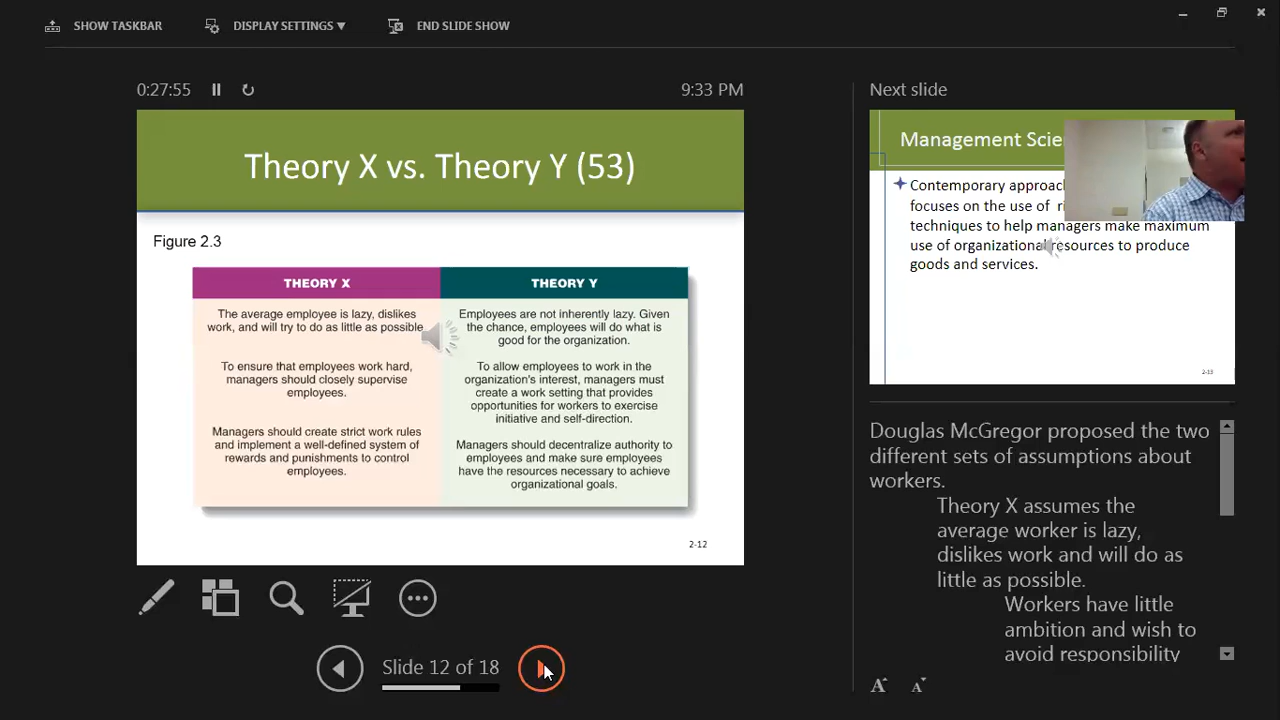 SHOW TASKBAR
DISPLAY SETTINGS ▼
END SLIDE SHOW
0:27:55
9:33 PM
Theory X vs. Theory Y (53)
Figure 2.3
THEORY X
The average employee is lazy, dislikes
work, and will try to do as little as possible
To ensure that employees work hard,
managers should closely supervise
employees.
Managers should create strict work rules
and implement a well-defined system of
rewards and punishments to control
employees.
THEORY Y
Employees are not inherently lazy. Given
the chance, employees will do what is
good for the organization.
To allow employees to work in the
organization's interest, managers must
create a work setting that provides
opportunities for workers to exercise
initiative and self-direction.
Managers should decentralize authority to
employees and make sure employees
have the resources necessary to achieve
organizational goals.
2-12
Slide 12 of 18
Next slide
Management
Contemporary
focuses on the use of
techniques to help managers make maximum
use of organizational resources to produce
goods and services.
2-13
Douglas McGregor proposed the two
different sets of assumptions about
workers.
Theory X assumes the
average worker is lazy,
dislikes work and will do as
little as possible.
Workers have little
ambition and wish to
avoid responsibility
A
A